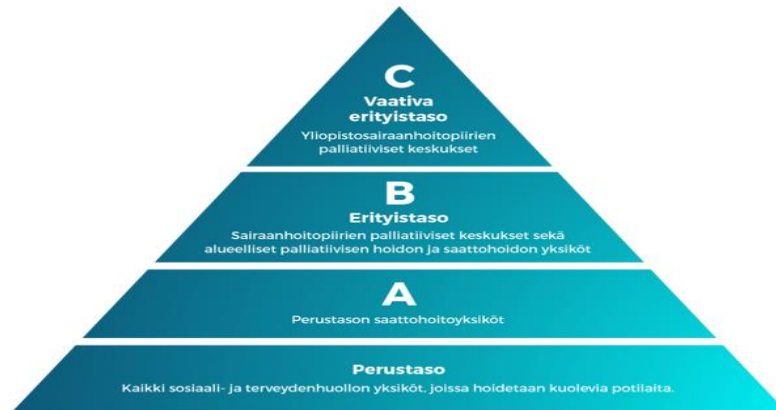 C
Vaativa
erityistaso
Yliopistosairaanhoitopiirien
palliatiiviset keskukset
B
Erityistaso
Sairaanhoitopiirien palliatiiviset keskukset sekä
alueelliset palliatiivisen hoidon ja saattohoidon yksiköt
A
Perustason saattohoitoyksiköt
Perustaso
Kaikki sosiaali- ja terveydenhuollon yksiköt, joissa hoidetaan kuolevia potilaita.